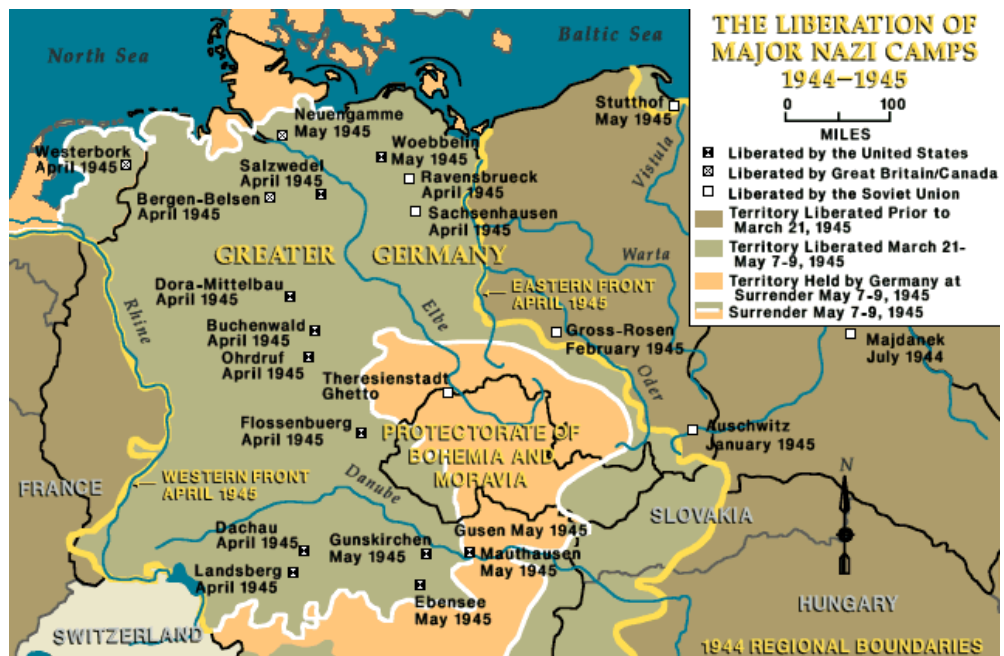 THE LIBERATION OF
MAJOR NAZI CAMPS
1944–1945
0 100
MILES
Liberated by the United States
Liberated by Great Britain/Canada
Liberated by the Soviet Union
Territory Liberated Prior to
March 21, 1945
Territory Liberated March 21-
May 7-9, 1945
Territory Held by Germany at
Surrender May 7-9, 1945
Surrender May 7-9, 1945
North Sea
Baltic Sea
Stutthof
May 1945
Neuengamme
May 1945
Woebbelin
May 1945
Westerbork
April 1945
Salzwedel
April 1945
Ravensbrueck
April 1945
Bergen-Belsen
April 1945
Sachsenhausen
April 1945
Vistula
Warta
GREATER GERMANY
Dora-Mittelbau
April 1945
EASTERN FRONT
APRIL 1945
Rhine
Elbe
Buchenwald
April 1945
Gross-Rosen
February 1945
Majdanek
July 1944
Ohrdruf
April 1945
Oder
Theresienstadt
Ghetto
Flossenbuerg
April 1945
PROTECTORATE OF
BOHEMIA AND
MORAVIA
Auschwitz
January 1945
WESTERN FRONT
APRIL 1945
FRANCE
Danube
N
SLOVAKIA
Dachau
April 1945
Gunskirchen
May 1945
Gusen May 1945
Mauthausen
May 1945
Landsberg
April 1945
Ebensee
May 1945
HUNGARY
SWITZERLAND
1944 REGIONAL BOUNDARIES